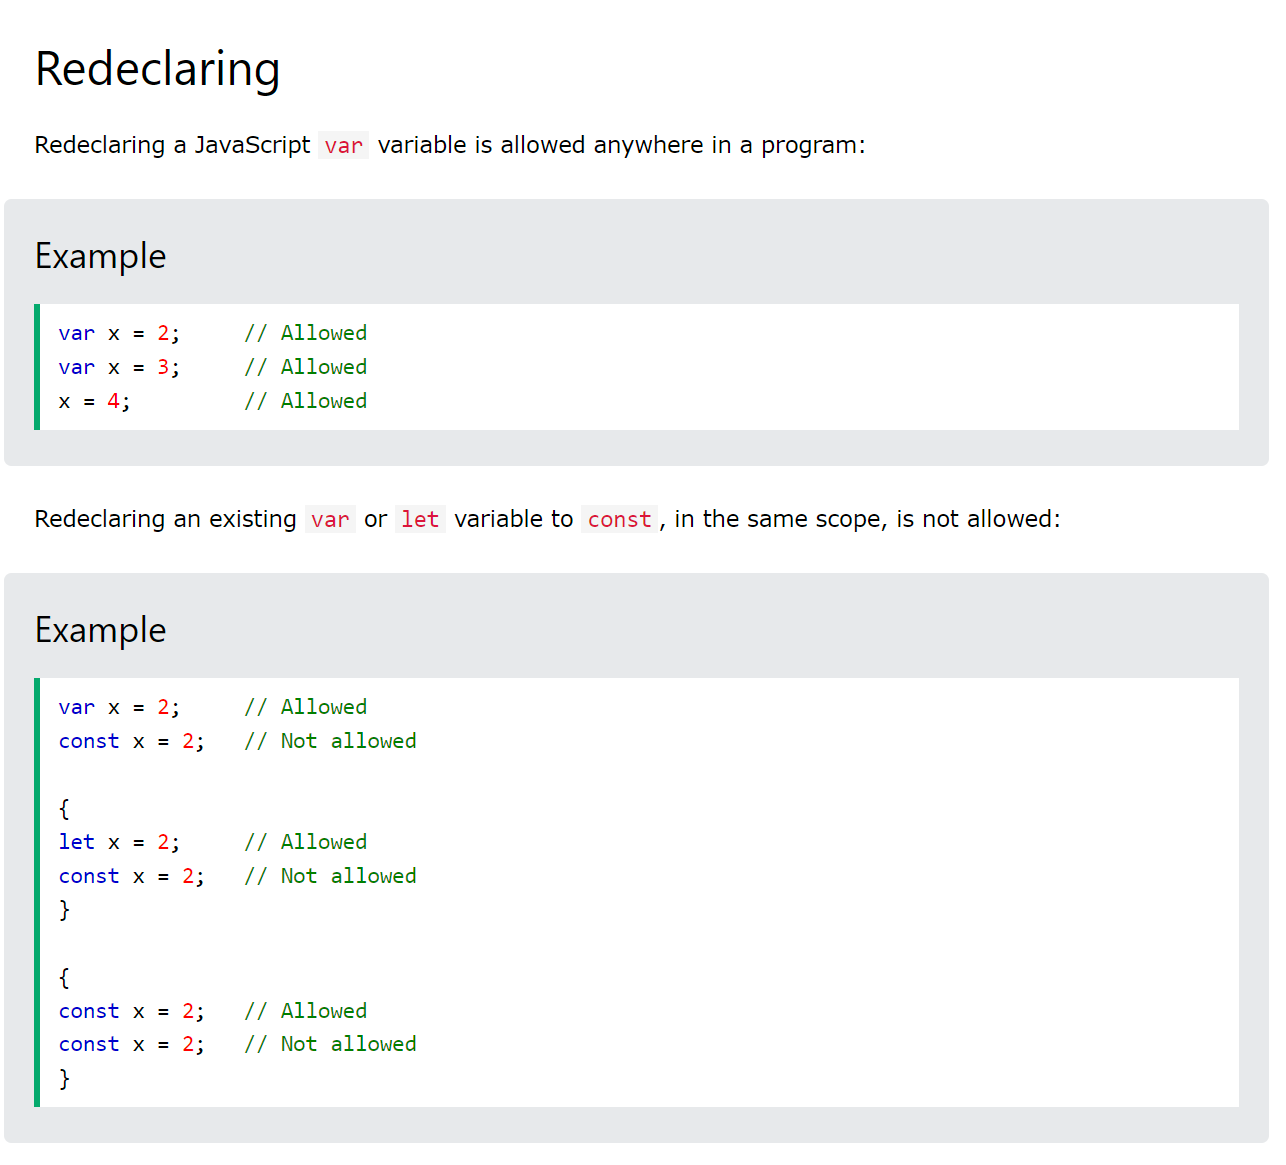 Redeclaring
Redeclaring a JavaScript var variable is allowed anywhere in a program:
Example
var x = 2;     // Allowed
var x = 3;     // Allowed
x = 4;         // Allowed
Redeclaring an existing var or let variable to const, in the same scope, is not allowed:
Example
var x = 2;     // Allowed
const x = 2;   // Not allowed
{
let x = 2;     // Allowed
const x = 2;   // Not allowed
}
{
const x = 2;   // Allowed
const x = 2;   // Not allowed
}